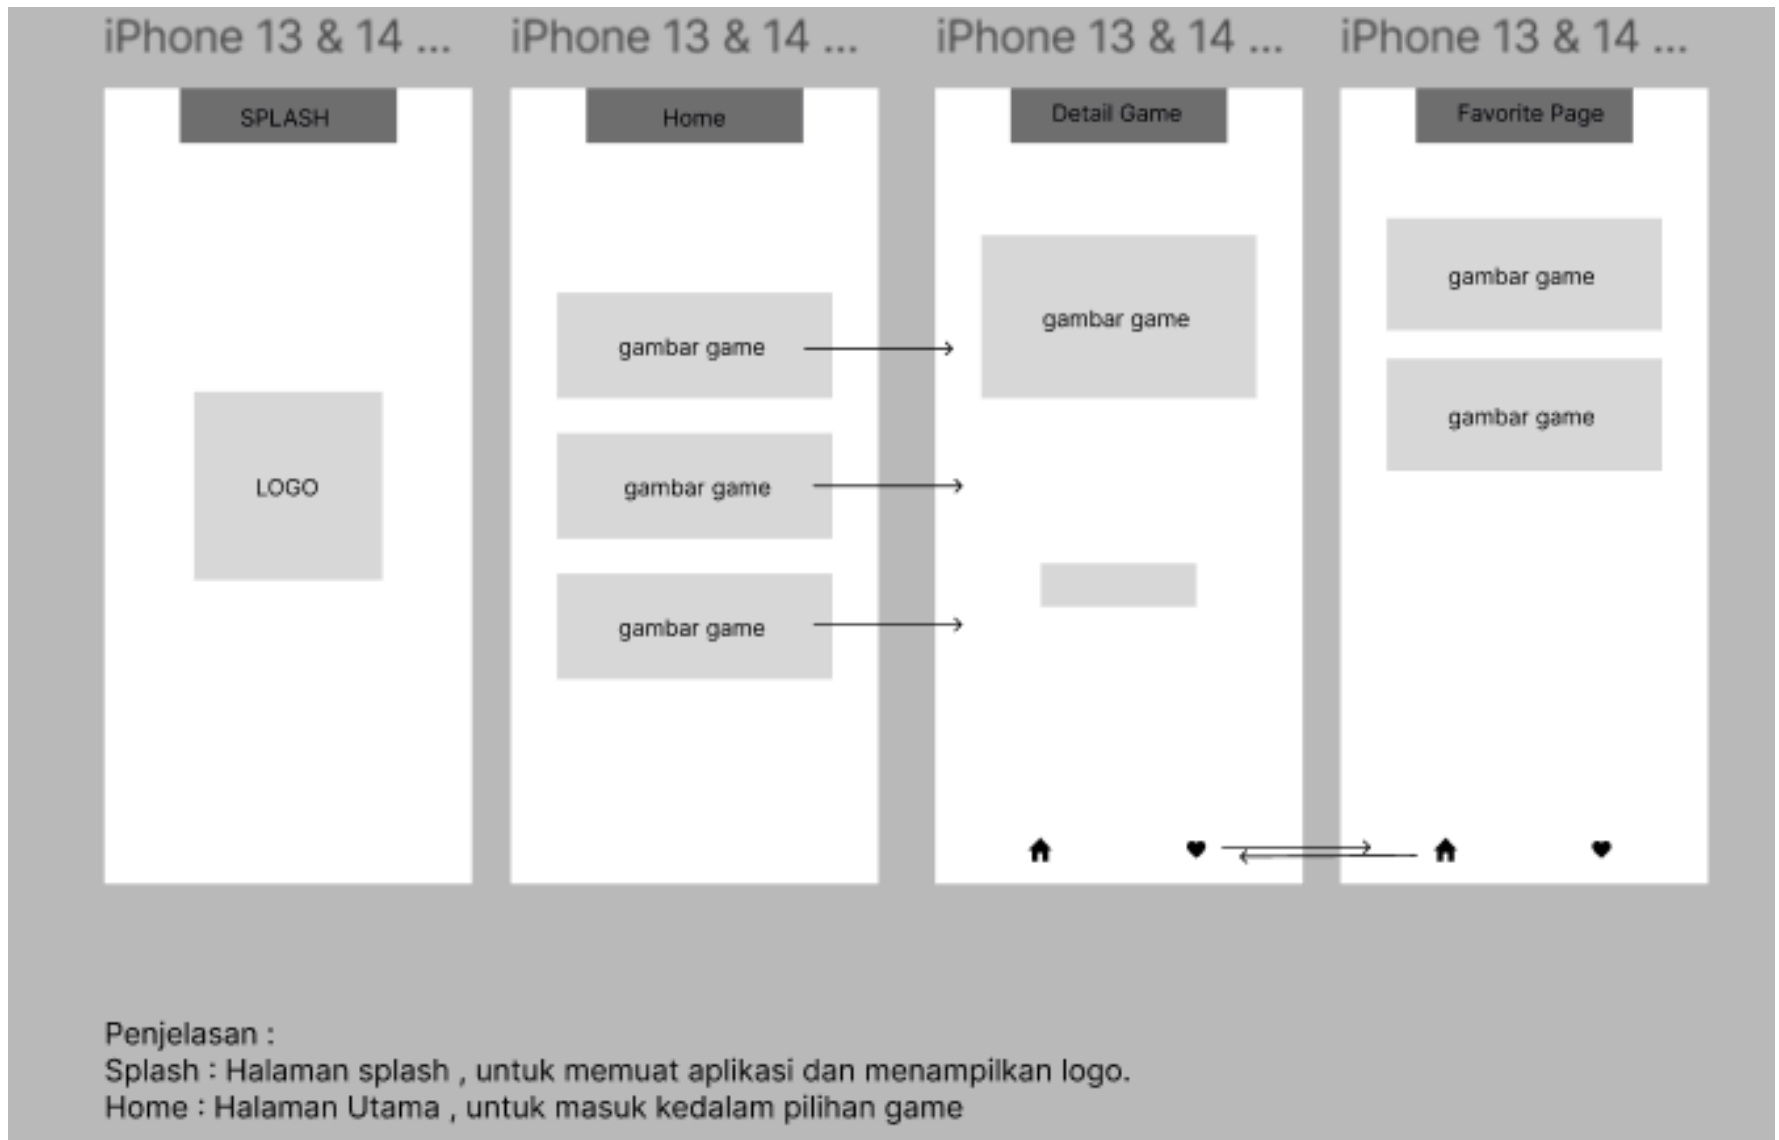 iPhone 13 & 14 ...
iPhone 13 & 14 ...
iPhone 13 & 14 ...
iPhone 13 & 14 ...
SPLASH
LOGO
Home
gambar game
gambar game
gambar game
Detail Game
gambar game
Favorite Page
gambar game
gambar game
Penjelasan :
Splash : Halaman splash , untuk memuat aplikasi dan menampilkan logo.
Home : Halaman Utama , untuk masuk kedalam pilihan game